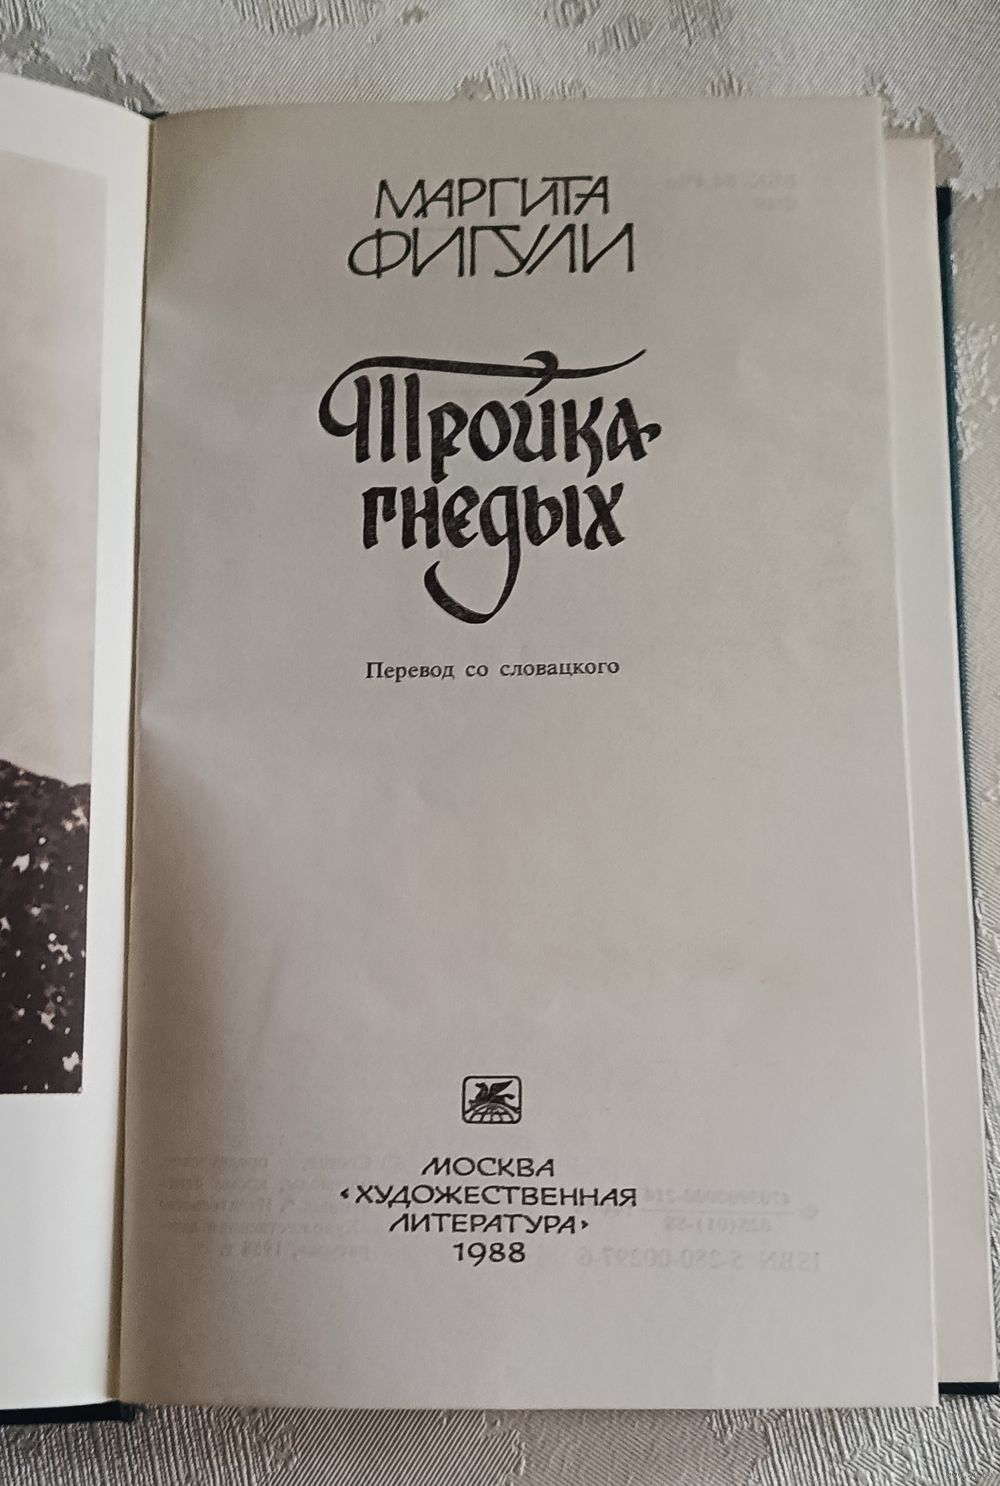 МАРГИТА
ФИГУЛИ
Тройка
гнедых
Перевод со словацкого
МОСКВА
«ХУДОЖЕСТВЕННАЯ
ЛИТЕРАТУРА»
1988